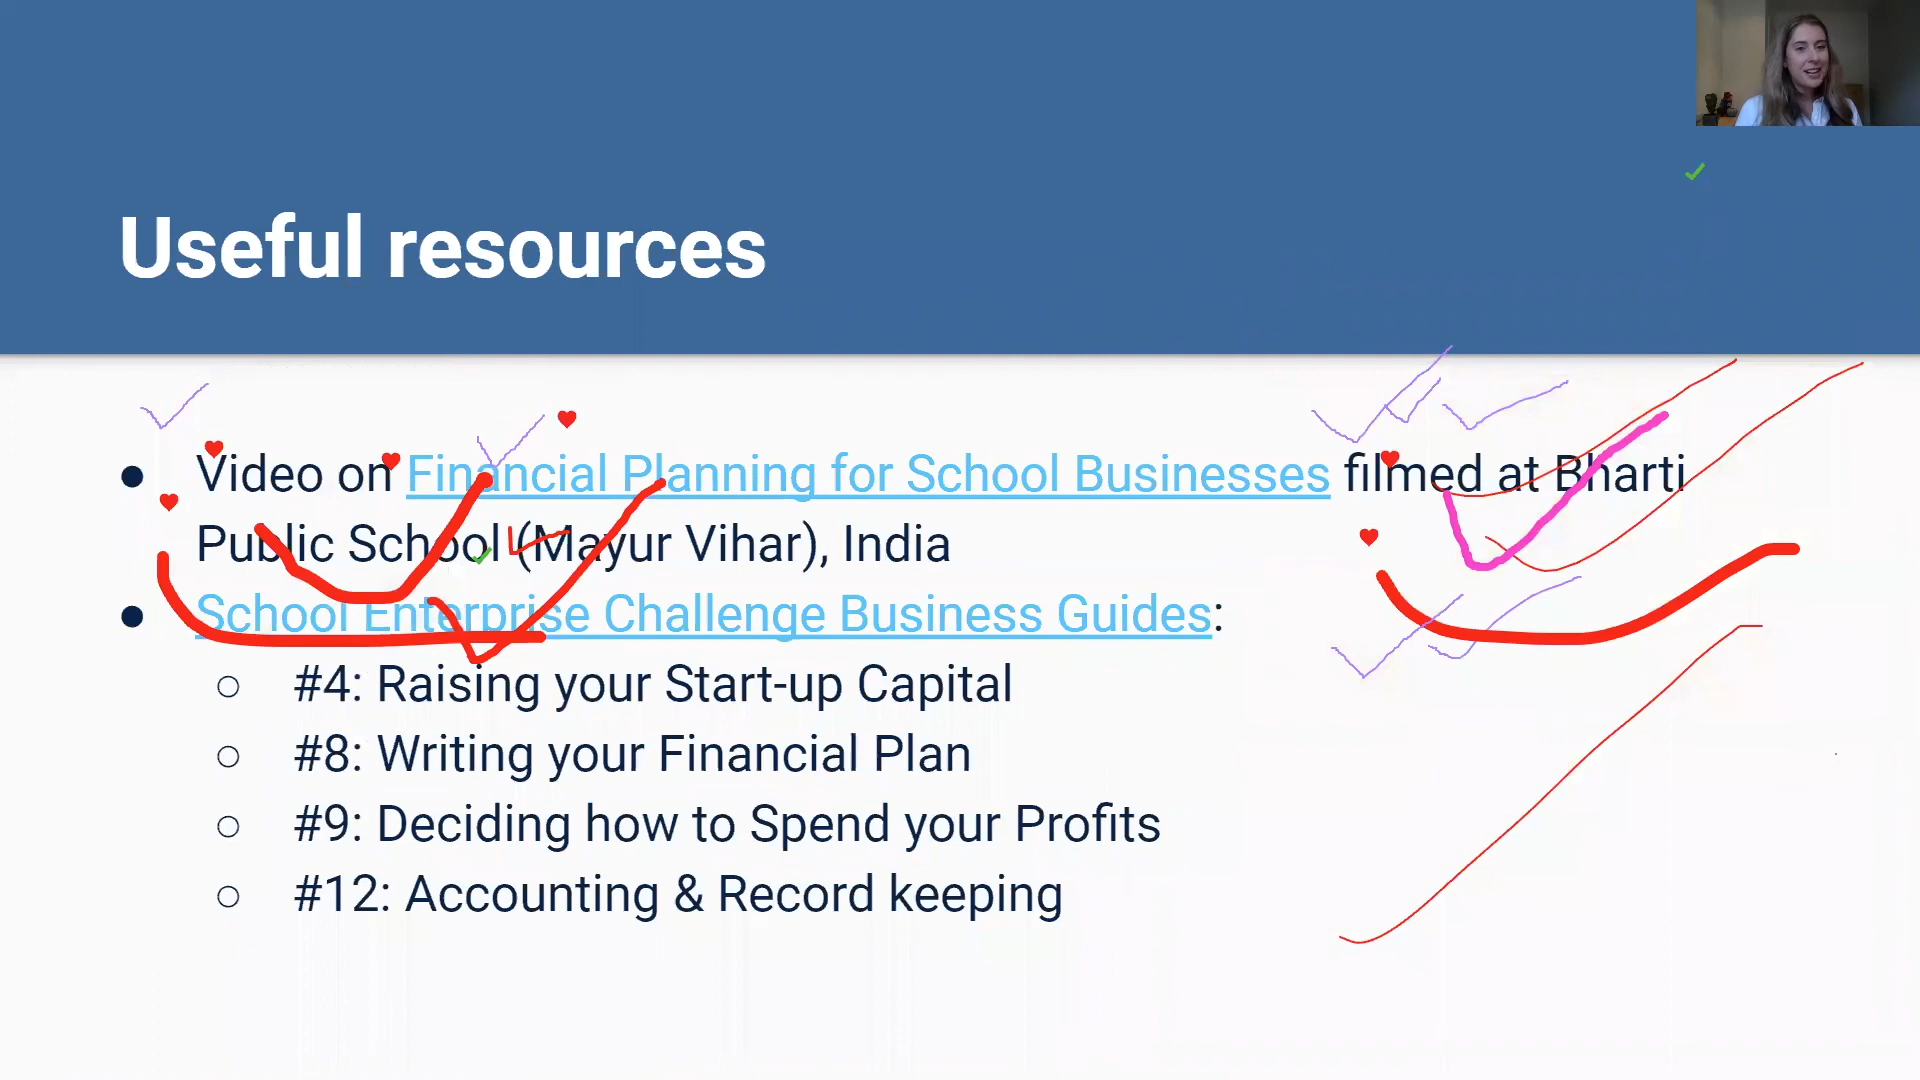 Useful resources
● Video on Financial Planning for School Businesses filmed at Bharti
Public School (Mayur Vihar), India
● School Enterprise Challenge Business Guides:
○ #4: Raising your Start-up Capital
○ #8: Writing your Financial Plan
○ #9: Deciding how to Spend your Profits
○ #12: Accounting & Record keeping